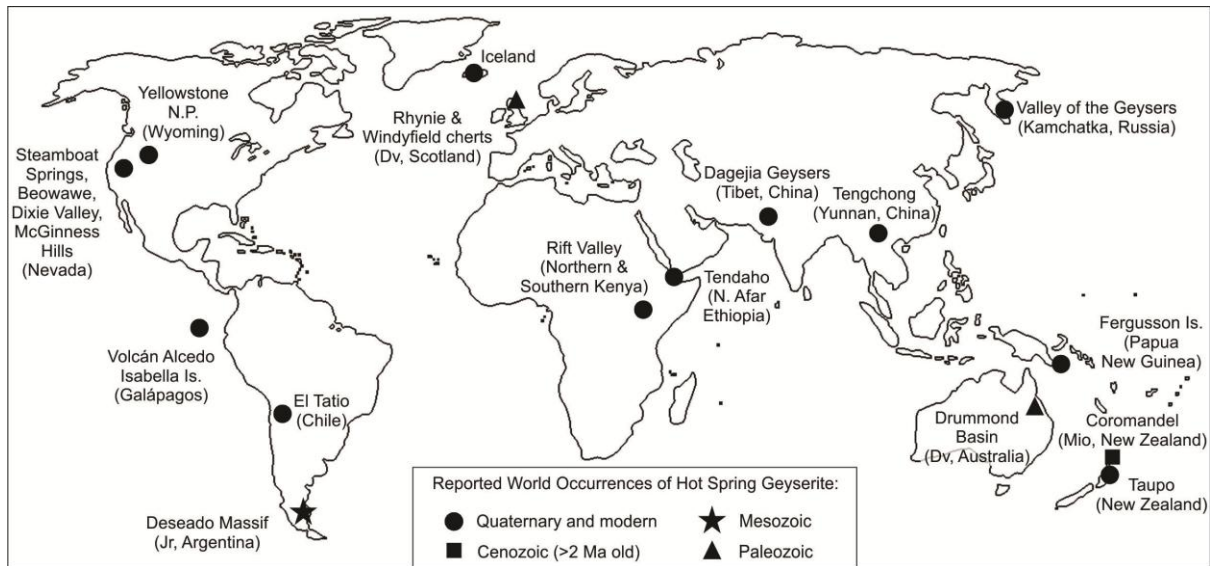 Iceland
Yellowstone
N.P.
(Wyoming)
Rhynie &
Windyfield cherts
(Dv, Scotland)
Valley of the Geysers
(Kamchatka, Russia)
Steamboat
Springs,
Beowawe,
Dixie Valley,
McGinness
Hills
(Nevada)
Dagejia Geysers
(Tibet, China)
Tengchong
(Yunnan, China)
Rift Valley
(Northern &
Southern Kenya)
Tendaho
(N. Afar
Ethiopia)
Fergusson Is.
(Papua
New Guinea)
Volcán Alcedo
Isabella Is.
(Galápagos)
El Tatio
(Chile)
Drummond
Basin
(Dv, Australia)
Coromandel
(Mio, New Zealand)
Taupo
(New Zealand)
Deseado Massif
(Jr, Argentina)
Reported World Occurrences of Hot Spring Geyserite:
Quaternary and modern
Mesozoic
Cenozoic (>2 Ma old)
Paleozoic